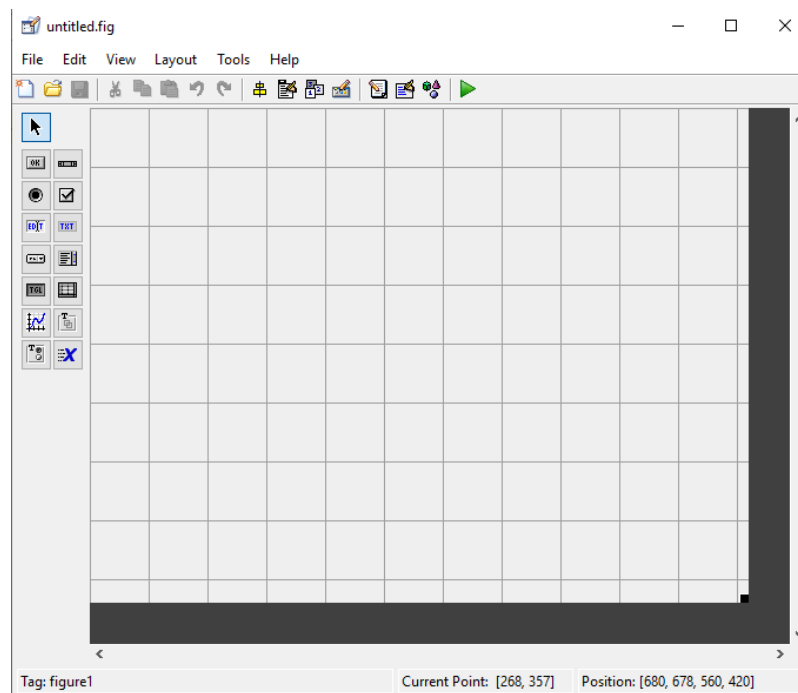 untitled.fig
File Edit View Layout Tools Help
OK
EDIT TXT
TGL
Tag: figure1 Current Point: [268, 357] Position: [680, 678, 560, 420]